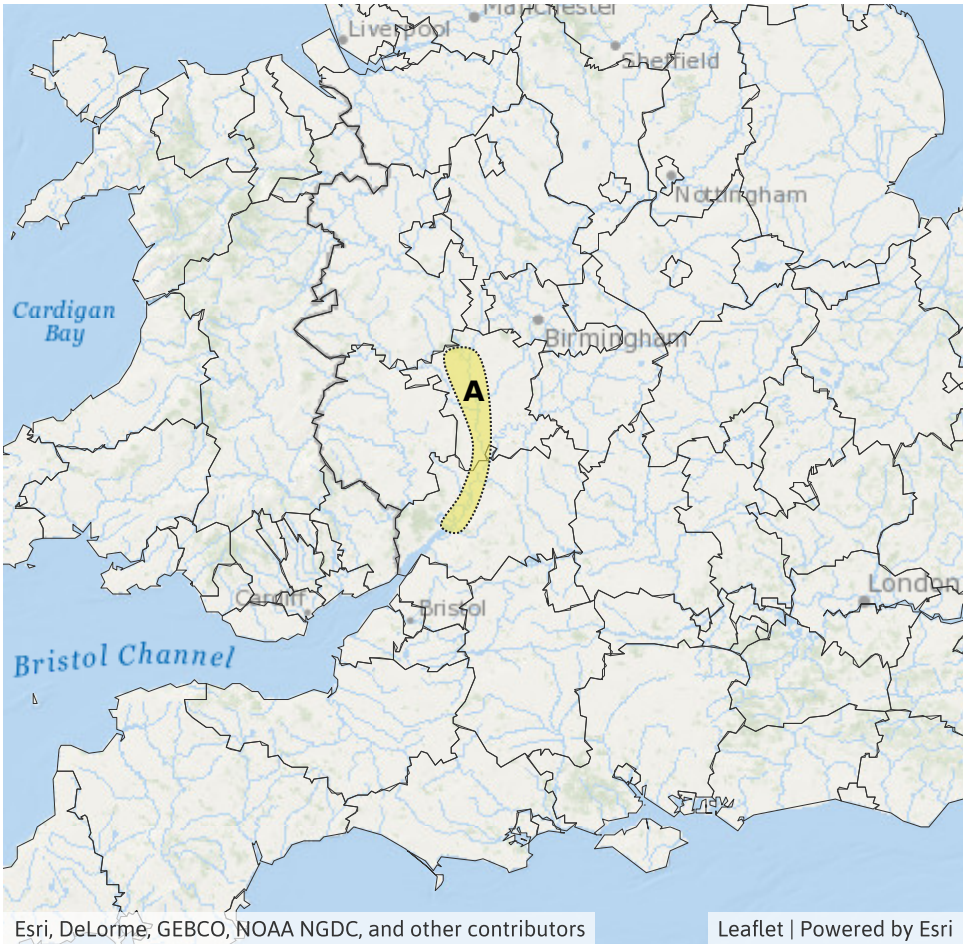 Manchester
Liverpool
Sheffield
Nottingham
Cardigan
Bay
Birmingham
A
London
Cardiff
Bristol
Bristol Channel
Esri, DeLorme, GEBCO, NOAA NGDC, and other contributors
Leaflet | Powered by Esri